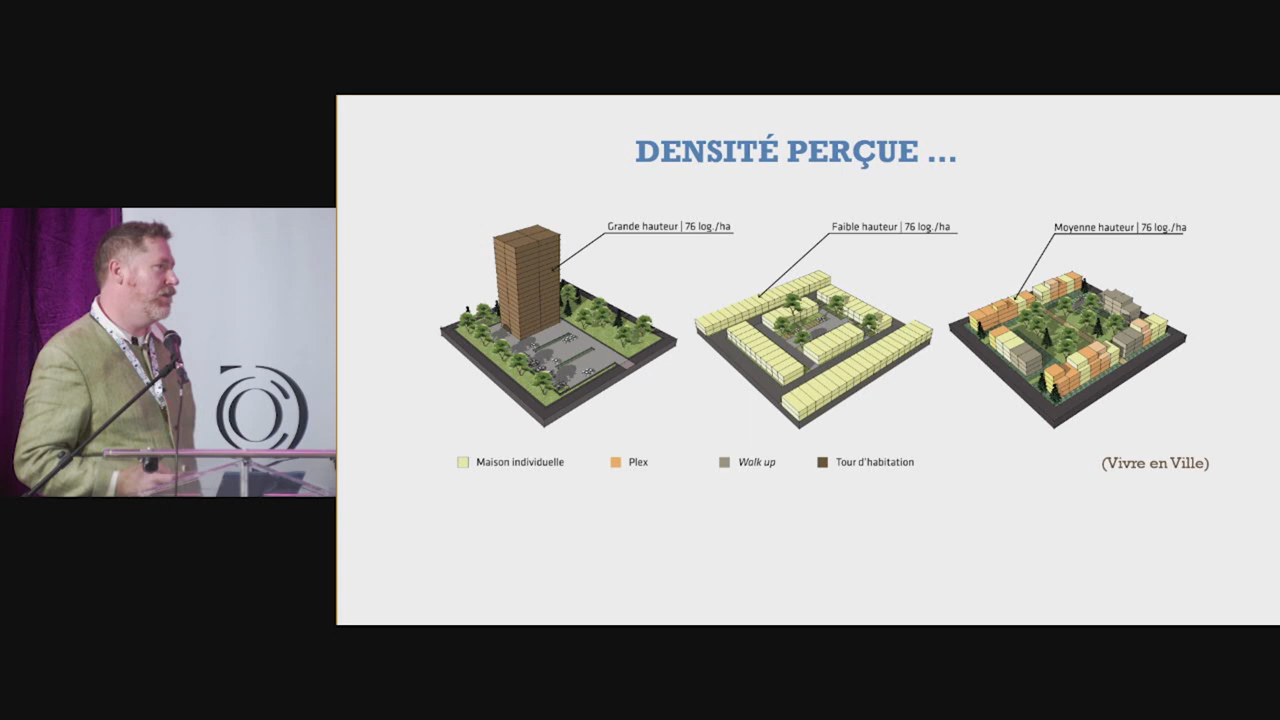 DENSITÉ PERÇUE ...
Grande hauteur | 76 log./ha
Faible hauteur | 76 log./ha
Moyenne hauteur | 76 log./ha
Maison individuelle
Plex
Walk up
Tour d'habitation
(Vivre en Ville)